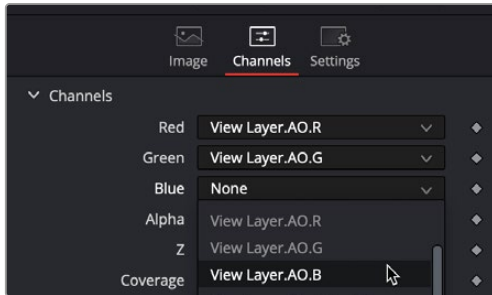 Image Channels Settings
Channels
Red View Layer.AO.R
Green View Layer.AO.G
Blue None
Alpha View Layer.AO.R
Z View Layer.AO.G
Coverage View Layer.AO.B